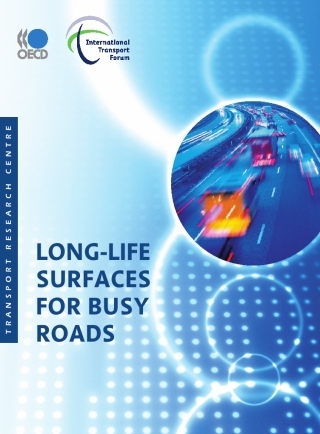 OECD
International
Transport
Forum
TRANSPORT RESEARCH CENTRE
LONG-LIFE
SURFACES
FOR BUSY
ROADS